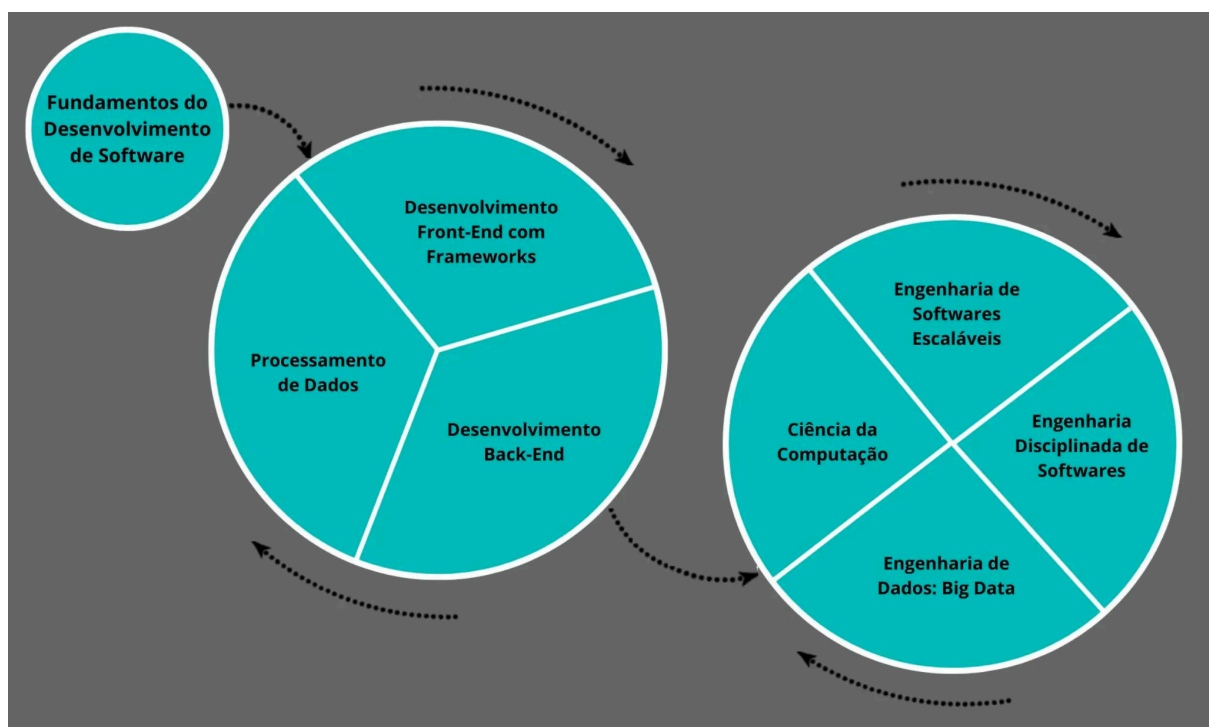 Fundamentos do
Desenvolvimento
de Software
Desenvolvimento
Front-End com
Frameworks
Processamento
de Dados
Desenvolvimento
Back-End
Engenharia de
Softwares
Escaláveis
Ciência da
Computação
Engenharia
Disciplinada de
Softwares
Engenharia de
Dados: Big Data